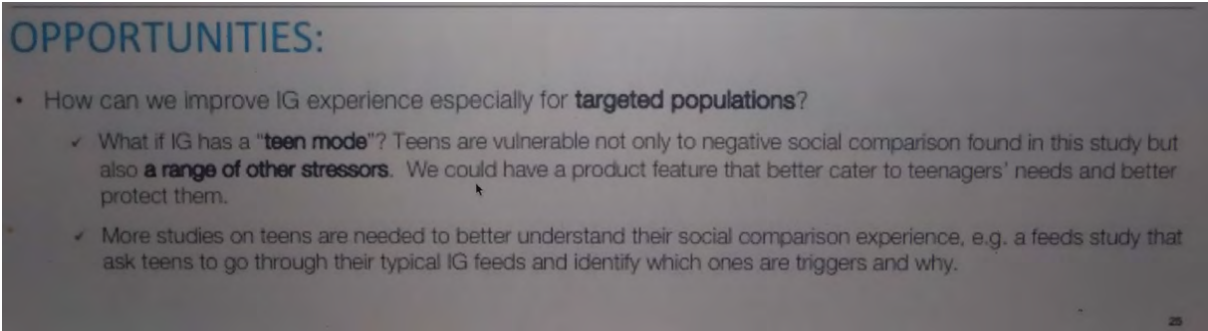 OPPORTUNITIES:
• How can we improve IG experience especially for targeted populations?
✓ What if IG has a "teen mode"? Teens are vulnerable not only to negative social comparison found in this study but
also a range of other stressors. We could have a product feature that better cater to teenagers' needs and better
protect them.
✓ More studies on teens are needed to better understand their social comparison experience, e.g. a feeds study that
ask teens to go through their typical IG feeds and identify which ones are triggers and why.
25